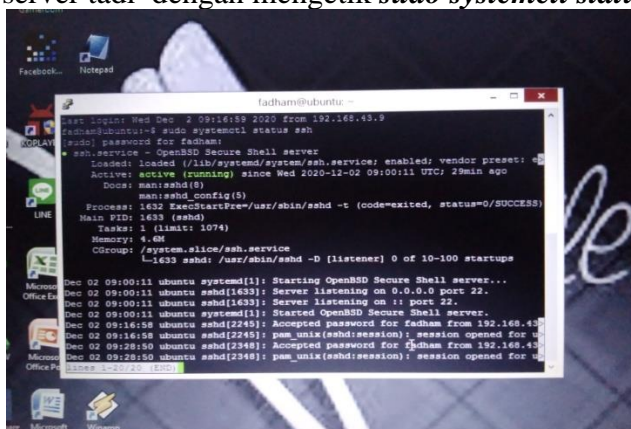 server tadi dengan mengetik sudo systemctl
Facebook...
Notepad
fadham@ubuntu: ~
Last login: Wed Dec  2 09:16:59 2020 from 192.168.43.9
fadham@ubuntu:~$ sudo systemctl status ssh
[sudo] password for fadham:
● ssh.service - OpenBSD Secure Shell server
Loaded: loaded (/lib/systemd/system/ssh.service; enabled; vendor preset: e>
Active: active (running) since Wed 2020-12-02 09:00:11 UTC; 29min ago
Docs: man:sshd(8)
man:sshd_config(5)
Process: 1632 ExecStartPre=/usr/sbin/sshd -t (code=exited, status=0/SUCCESS)
Main PID: 1633 (sshd)
Tasks: 1 (limit: 1074)
Memory: 4.6M
CGroup: /system.slice/ssh.service
└─1633 sshd: /usr/sbin/sshd -D [listener] 0 of 10-100 startups
Dec 02 09:00:11 ubuntu systemd[1]: Starting OpenBSD Secure Shell server...
Dec 02 09:00:11 ubuntu sshd[1633]: Server listening on 0.0.0.0 port 22.
Dec 02 09:00:11 ubuntu sshd[1633]: Server listening on :: port 22.
Dec 02 09:00:11 ubuntu systemd[1]: Started OpenBSD Secure Shell server.
Dec 02 09:16:58 ubuntu sshd[2245]: Accepted password for fadham from 192.168.43>
Dec 02 09:16:58 ubuntu sshd[2245]: pam_unix(sshd:session): session opened for u>
Dec 02 09:28:50 ubuntu sshd[2348]: Accepted password for fadham from 192.168.43>
Dec 02 09:28:50 ubuntu sshd[2348]: pam_unix(sshd:session): session opened for u>
lines 1-20/20 (END)
KOPLAY
LINE
Microso
Office Ex
Microso
Office Po
Microsoft
Winamp